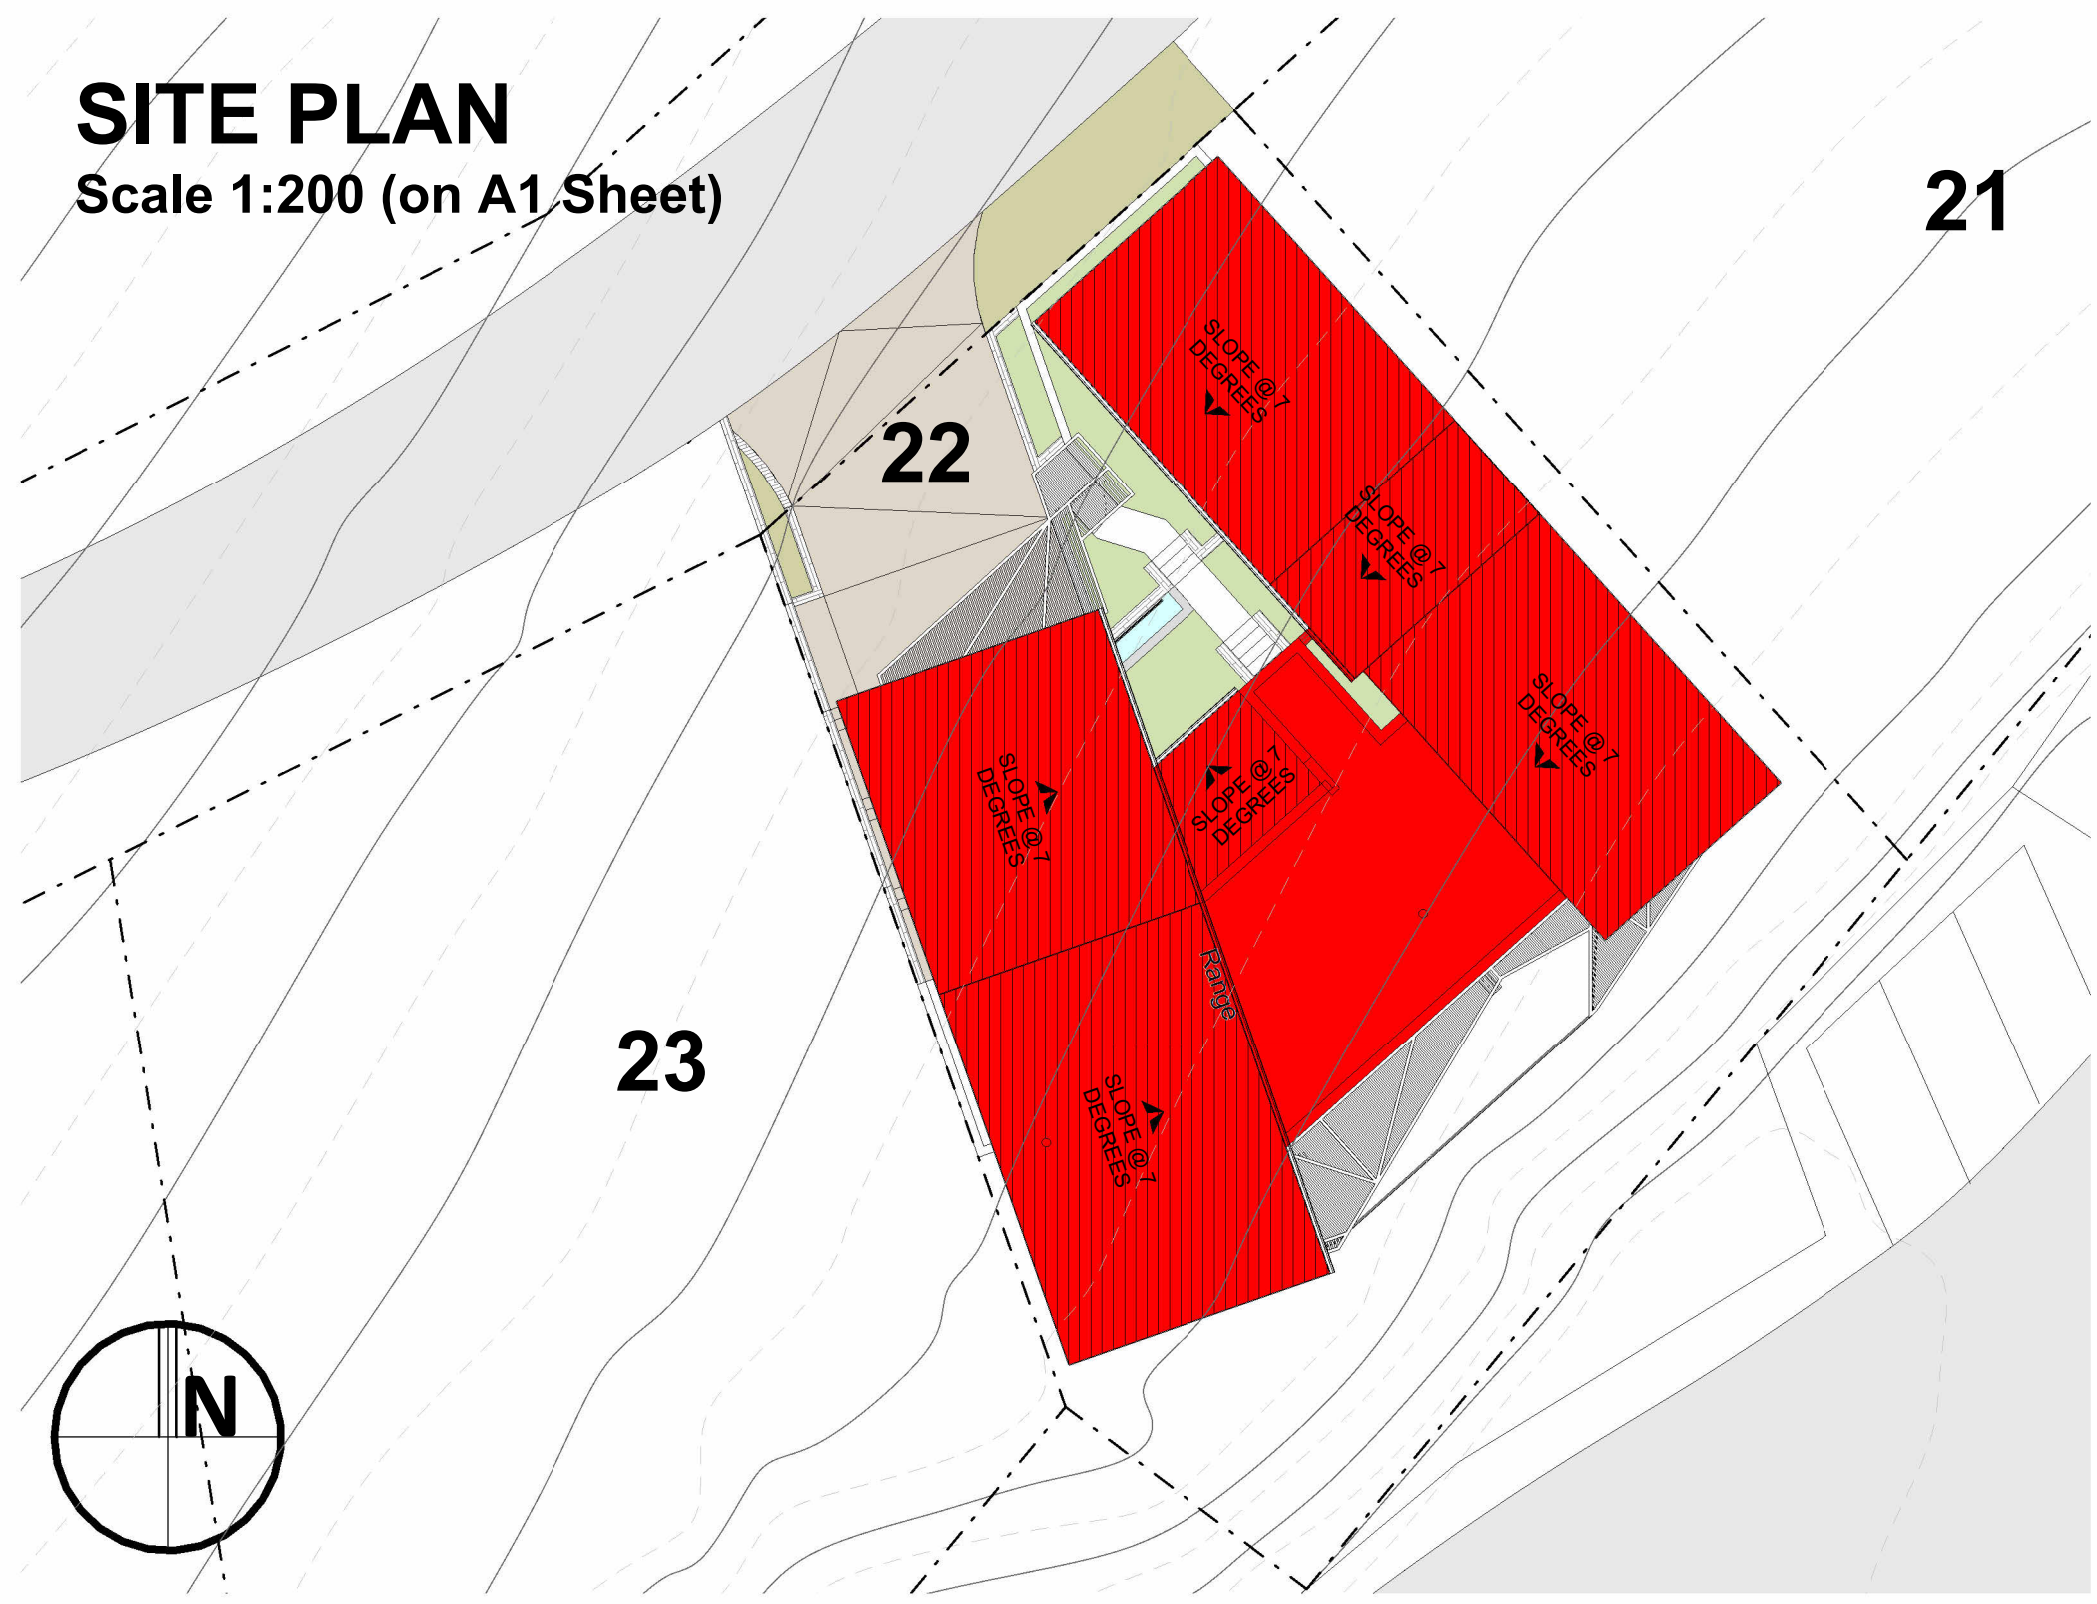 SITE PLAN
Scale 1:200 (on A1 Sheet)
21
22
SLOPE @ 7
DEGREES
SLOPE @ 7
DEGREES
SLOPE @ 7
DEGREES
SLOPE @ 7
DEGREES
SLOPE @ 7
DEGREES
Range
23
SLOPE @ 7
DEGREES
N